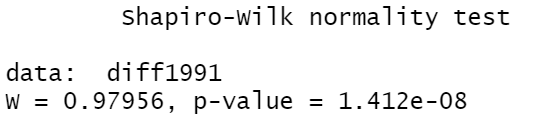 Shapiro-Wilk normality test
data:  diff1991
W = 0.97956, p-value = 1.412e-08